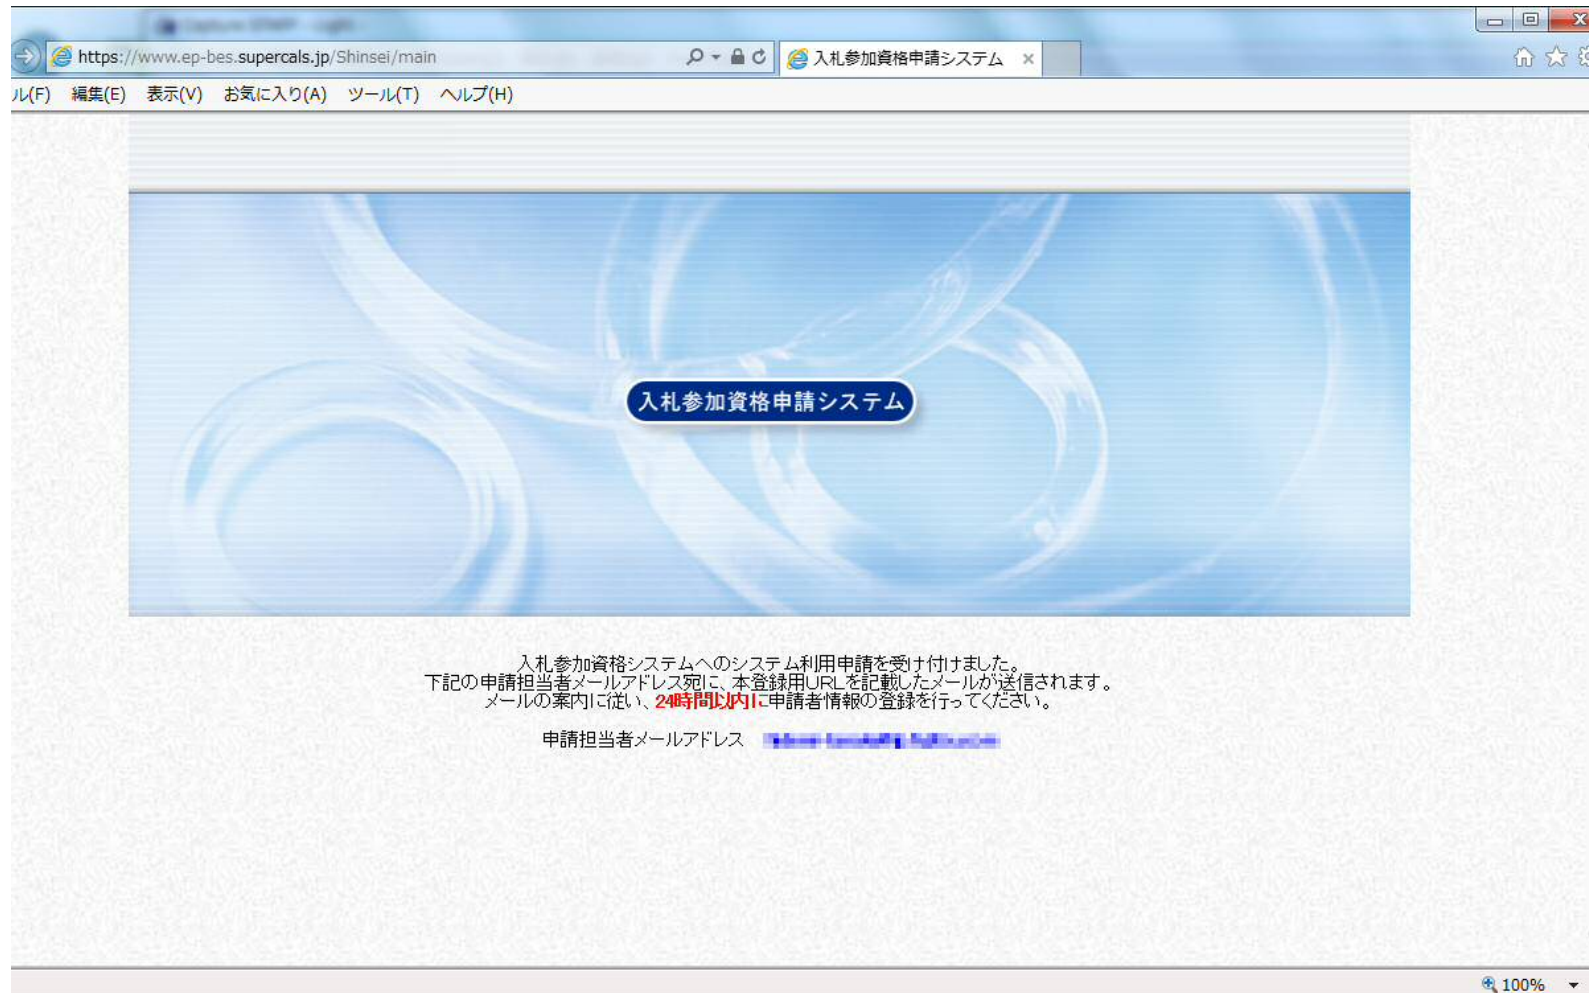 https://www.ep-bes.supercals.jp/Shinsei/main
入札参加資格申請システム
ル(F) 編集(E) 表示(V) お気に入り(A) ツール(T) ヘルプ(H)
入札参加資格申請システム
入札参加資格システムへのシステム利用申請を受け付けました。
下記の申請担当者メールアドレス宛に、本登録用URLを記載したメールが送信されます。
メールの案内に従い、24時間以内に申請者情報の登録を行ってください。
申請担当者メールアドレス
100%